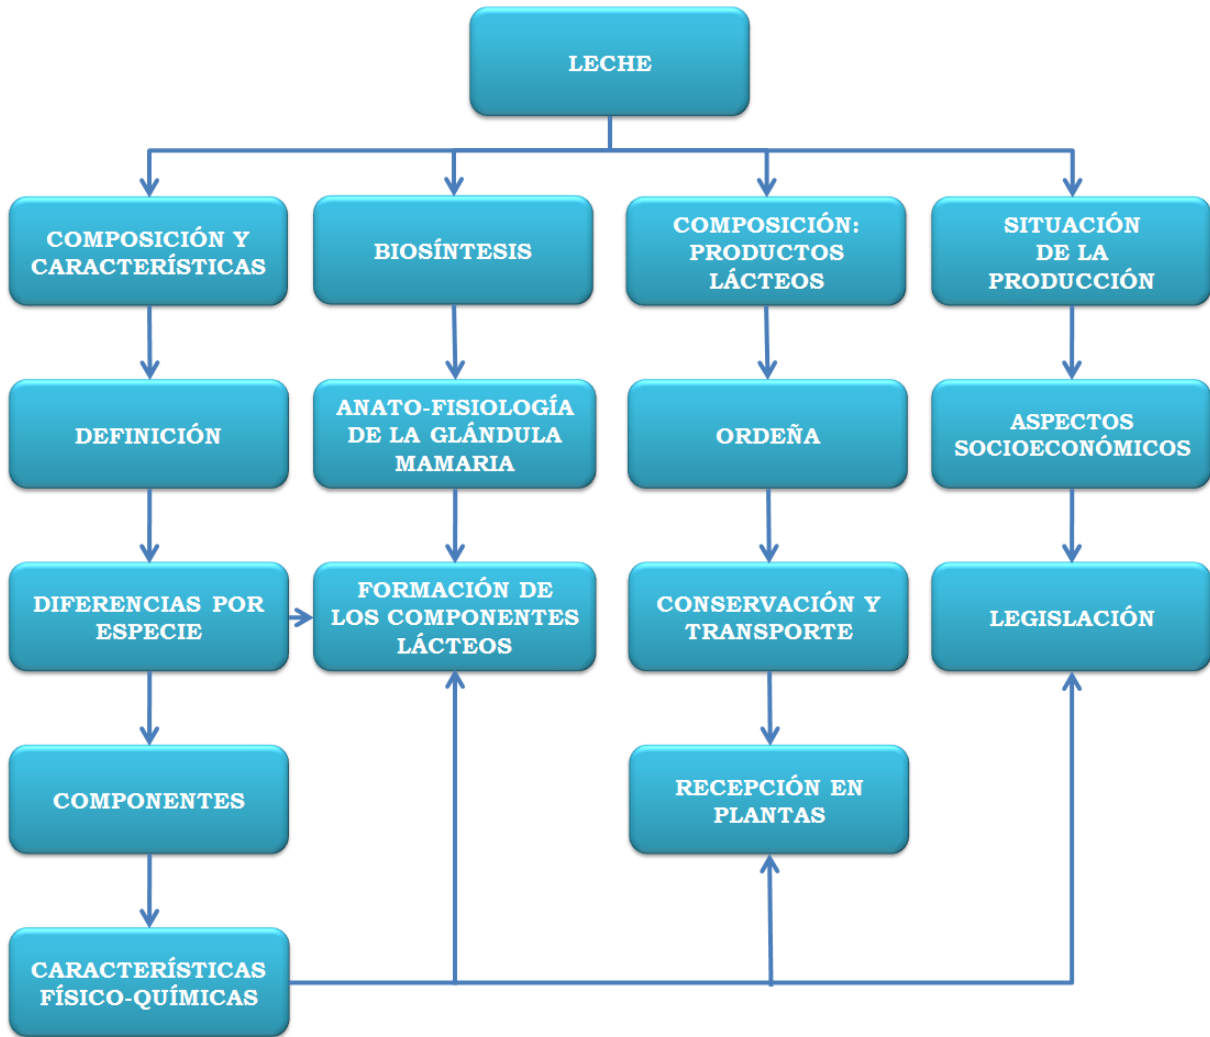 LECHE
COMPOSICIÓN Y
CARACTERÍSTICAS
BIOSÍNTESIS
COMPOSICIÓN:
PRODUCTOS
LÁCTEOS
SITUACIÓN
DE LA
PRODUCCIÓN
DEFINICIÓN
ANATO-FISIOLOGÍA
DE LA GLÁNDULA
MAMARIA
ORDEÑA
ASPECTOS
SOCIOECONÓMICOS
DIFERENCIAS POR
ESPECIE
FORMACIÓN DE
LOS COMPONENTES
LÁCTEOS
CONSERVACIÓN Y
TRANSPORTE
LEGISLACIÓN
COMPONENTES
RECEPCIÓN EN
PLANTAS
CARACTERÍSTICAS
FÍSICO-QUÍMICAS